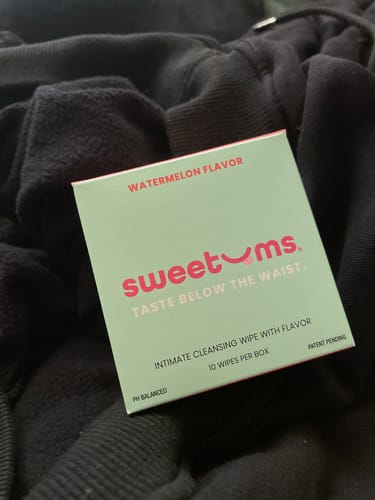 WATERMELON FLAVOR
sweetums®
TASTE BELOW THE WAIST
INTIMATE CLEANSING WIPE WITH FLAVOR
10 WIPES PER BOX
PH BALANCED
PATENT PENDING